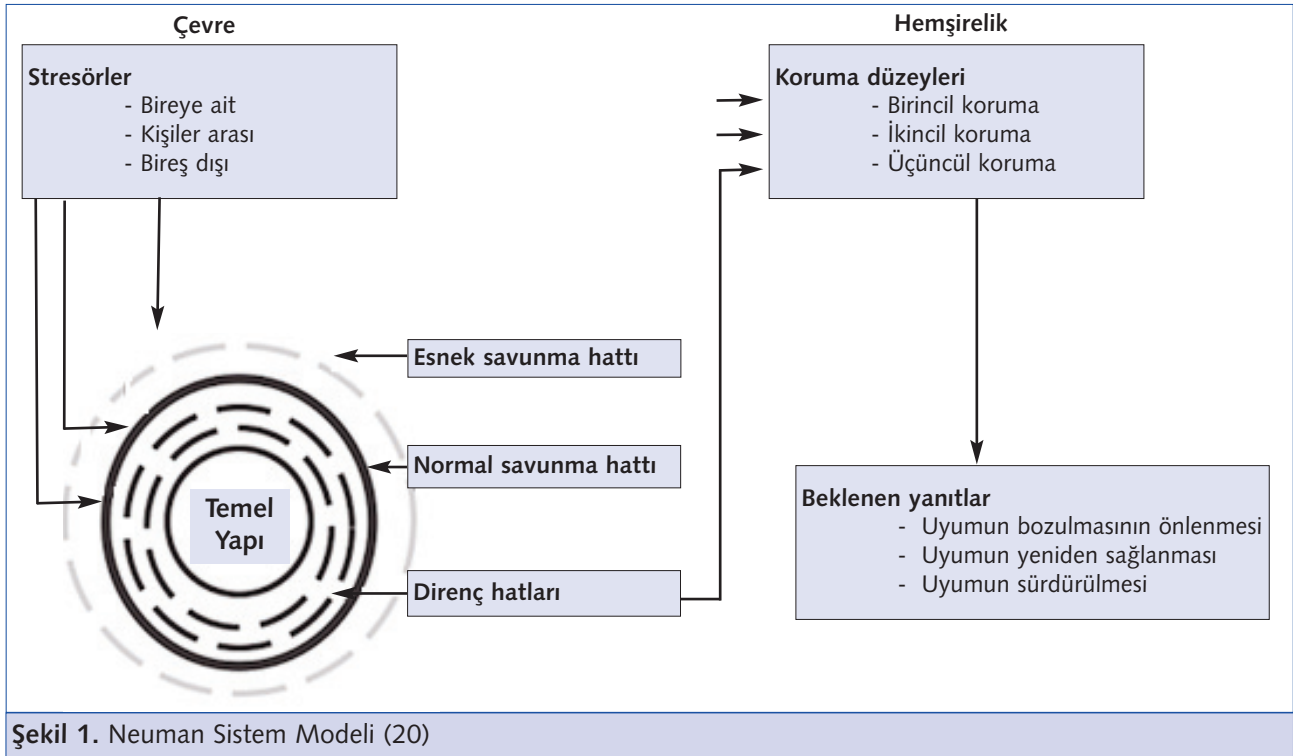 Çevre
Stresörler
- Bireye ait
- Kişiler arası
- Bireş dışı
Hemşirelik
Koruma düzeyleri
- Birincil koruma
- İkincil koruma
- Üçüncül koruma
Esnek savunma hattı
Normal savunma hattı
Temel
Yapı
Direnç hatları
Beklenen yanıtlar
- Uyumun bozulmasının önlenmesi
- Uyumun yeniden sağlanması
- Uyumun sürdürülmesi
Şekil 1. Neuman Sistem Modeli (20)